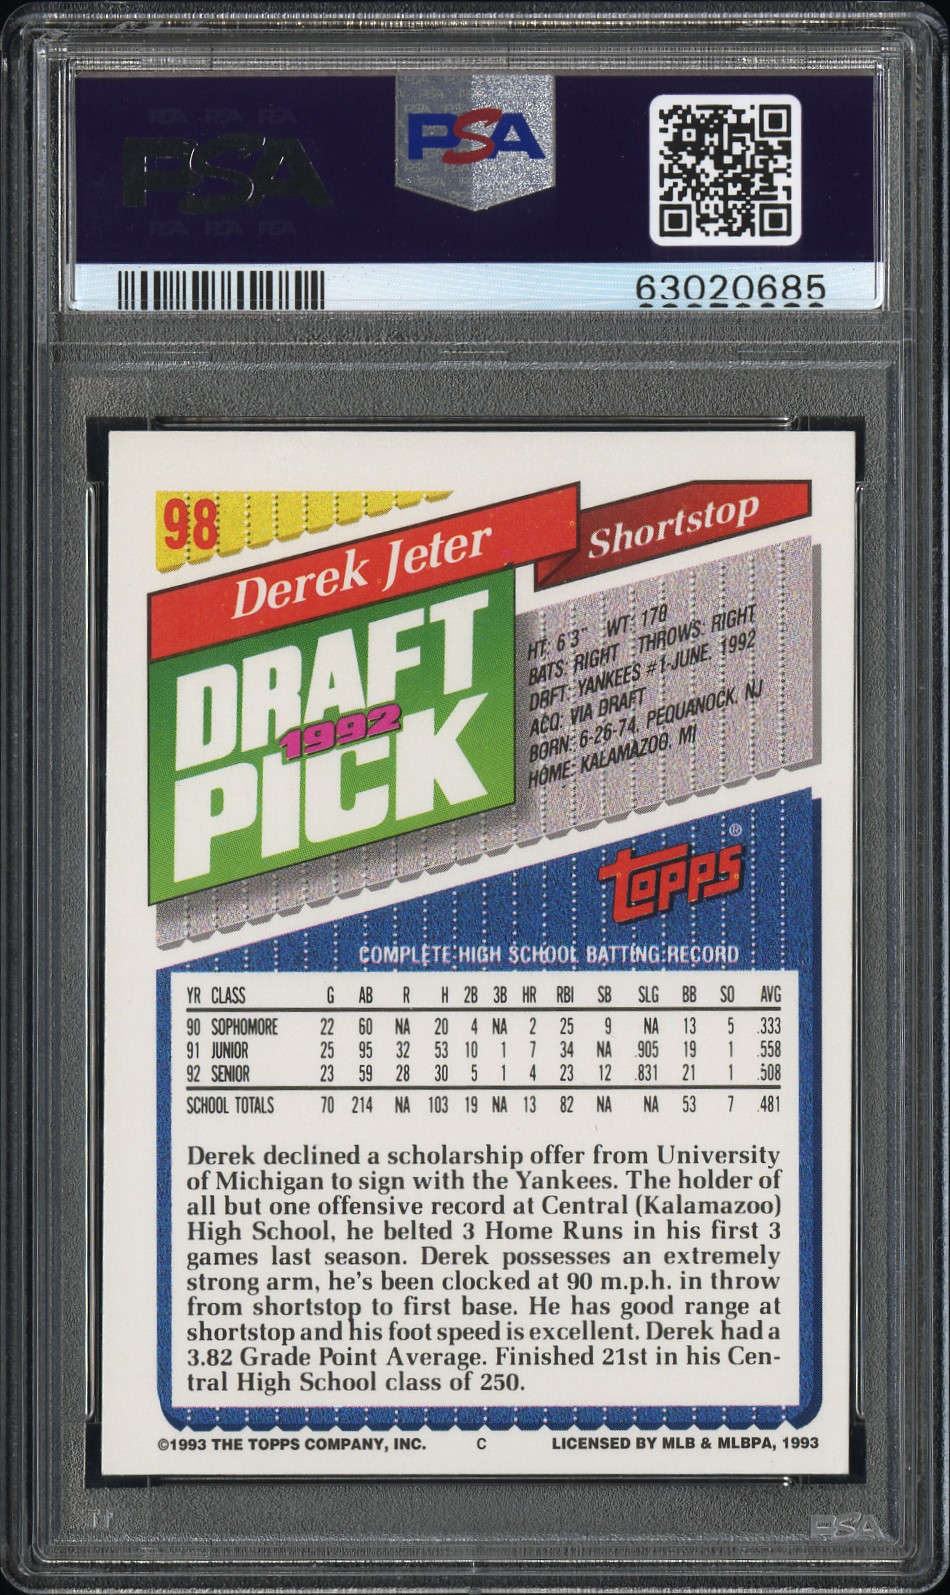 PSA PSA PSA
PSA
PSA PSA PSA
PSA
63020685
98
Derek Jeter
Shortstop
DRAFT
1992
PICK
HT: 6'3" WT: 178
BATS: RIGHT THROWS: RIGHT
DRFT: YANKEES #1-JUNE, 1992
ACQ: VIA DRAFT
BORN: 6-26-74, PEQUANOCK, NJ
HOME: KALAMAZOO, MI
topps®
COMPLETE HIGH SCHOOL BATTING RECORD
YR CLASS G AB R H 2B 3B HR RBI SB SLG BB SO AVG
90 SOPHOMORE 22 60 NA 20 4 NA 2 25 9 NA 13 5 .333
91 JUNIOR 25 95 32 53 10 1 7 34 NA .905 19 1 .558
92 SENIOR 23 59 28 30 5 1 4 23 12 .831 21 1 .508
SCHOOL TOTALS 70 214 NA 103 19 NA 13 82 NA NA 53 7 .481
Derek declined a scholarship offer from University
of Michigan to sign with the Yankees. The holder of
all but one offensive record at Central (Kalamazoo)
High School, he belted 3 Home Runs in his first 3
games last season. Derek possesses an extremely
strong arm, he's been clocked at 90 m.p.h. in throw
from shortstop to first base. He has good range at
shortstop and his foot speed is excellent. Derek had a
3.82 Grade Point Average. Finished 21st in his Cen-
tral High School class of 250.
©1993 THE TOPPS COMPANY, INC. C LICENSED BY MLB & MLBPA, 1993
PSA